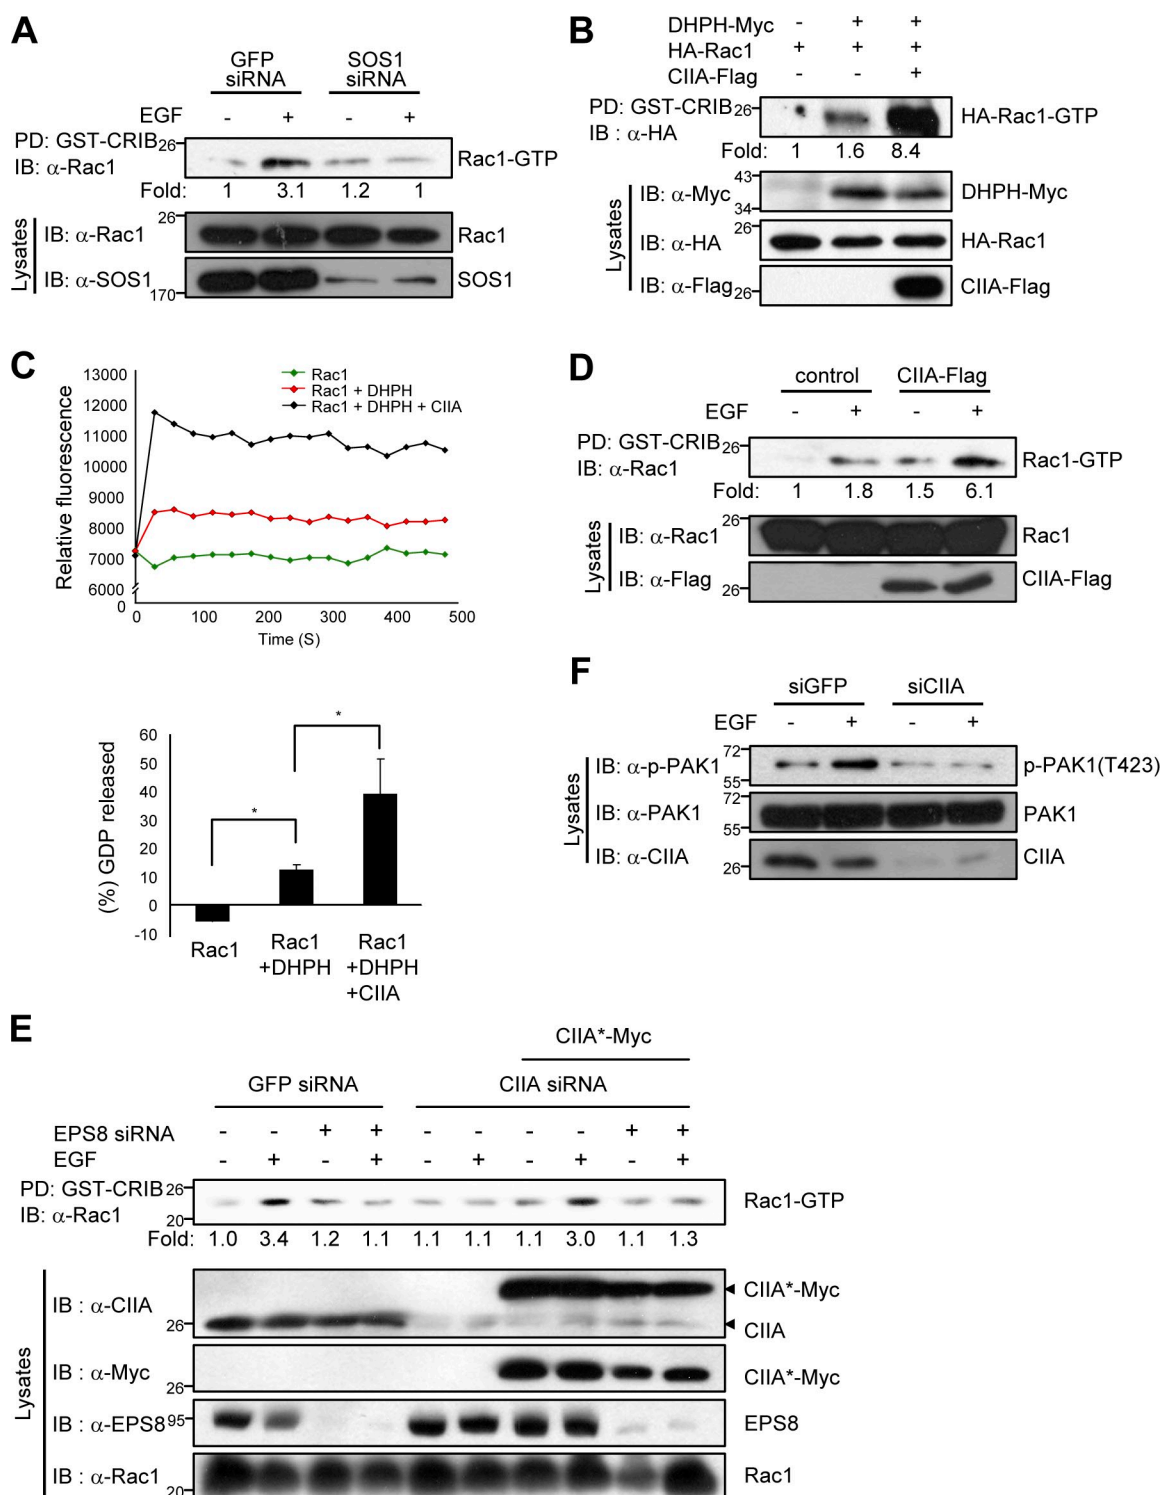 A
GFP siRNA
SOS1 siRNA
EGF - + - +
PD: GST-CRIB
IB: α-Rac1
26
Rac1-GTP
Fold: 1 3.1 1.2 1
Lysates
26
IB: α-Rac1
Rac1
IB: α-SOS1
SOS1
170
B
DHPH-Myc - + +
HA-Rac1 + + +
CIIA-Flag - - +
PD: GST-CRIB
IB : α-HA
26
HA-Rac1-GTP
Fold: 1 1.6 8.4
Lysates
43
IB: α-Myc
DHPH-Myc
34
26
IB: α-HA
HA-Rac1
IB: α-Flag
26
CIIA-Flag
C
Relative fluorescence
13000
12000
11000
10000
9000
8000
7000
6000
0
Rac1
Rac1 + DHPH
Rac1 + DHPH + CIIA
0 100 200 300 400 500
Time (S)
(%) GDP released
60
50
40
30
20
10
0
-10
*
*
Rac1
Rac1 +DHPH
Rac1 +DHPH +CIIA
D
control CIIA-Flag
EGF - + - +
PD: GST-CRIB
IB: α-Rac1
26
Rac1-GTP
Fold: 1 1.8 1.5 6.1
Lysates
26
IB: α-Rac1
Rac1
IB: α-Flag
26
CIIA-Flag
F
siGFP siCIIA
EGF - + - +
Lysates
72
IB: α-p-PAK1
p-PAK1(T423)
55
72
IB: α-PAK1
PAK1
55
IB: α-CIIA
26
CIIA
E
CIIA*-Myc
GFP siRNA CIIA siRNA
EPS8 siRNA - - + + - - - - + +
EGF - + - + - + - + - +
PD: GST-CRIB
IB: α-Rac1
26
20
Rac1-GTP
Fold: 1.0 3.4 1.2 1.1 1.1 1.1 1.1 3.0 1.1 1.3
Lysates
IB : α-CIIA
26
CIIA*-Myc
CIIA
IB : α-Myc
26
CIIA*-Myc
IB : α-EPS8
95
EPS8
IB : α-Rac1
20
Rac1